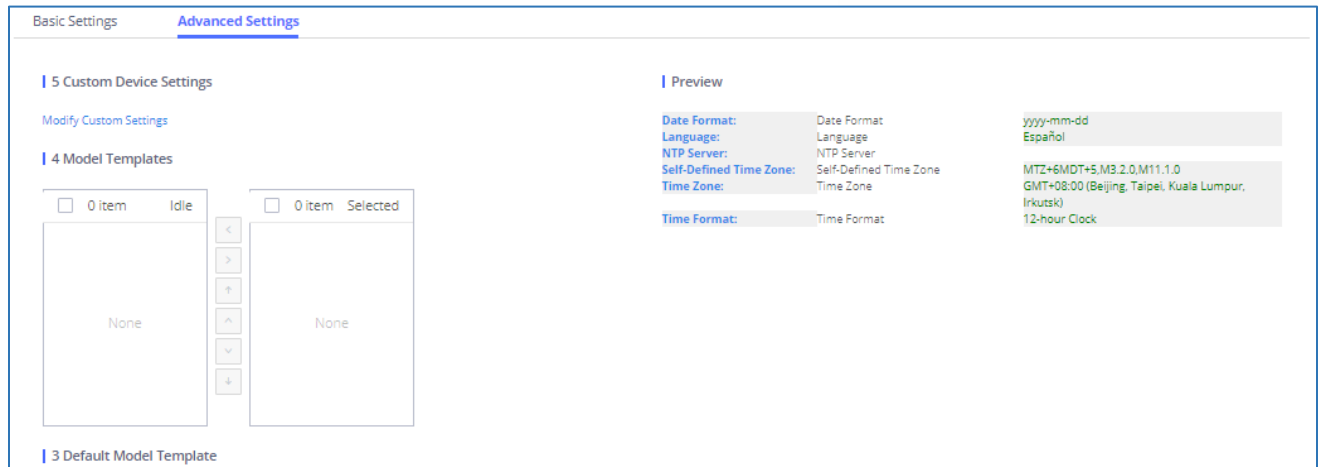 Basic Settings Advanced Settings
5 Custom Device Settings
Modify Custom Settings
4 Model Templates
0 item Idle
0 item Selected
None
None
3 Default Model Template
Preview
Date Format: Date Format yyyy-mm-dd
Language: Language Español
NTP Server: NTP Server
Self-Defined Time Zone: Self-Defined Time Zone MTZ+6MDT+5,M3.2.0,M11.1.0
Time Zone: Time Zone GMT+08:00 (Beijing, Taipei, Kuala Lumpur,
Irkutsk)
Time Format: Time Format 12-hour Clock